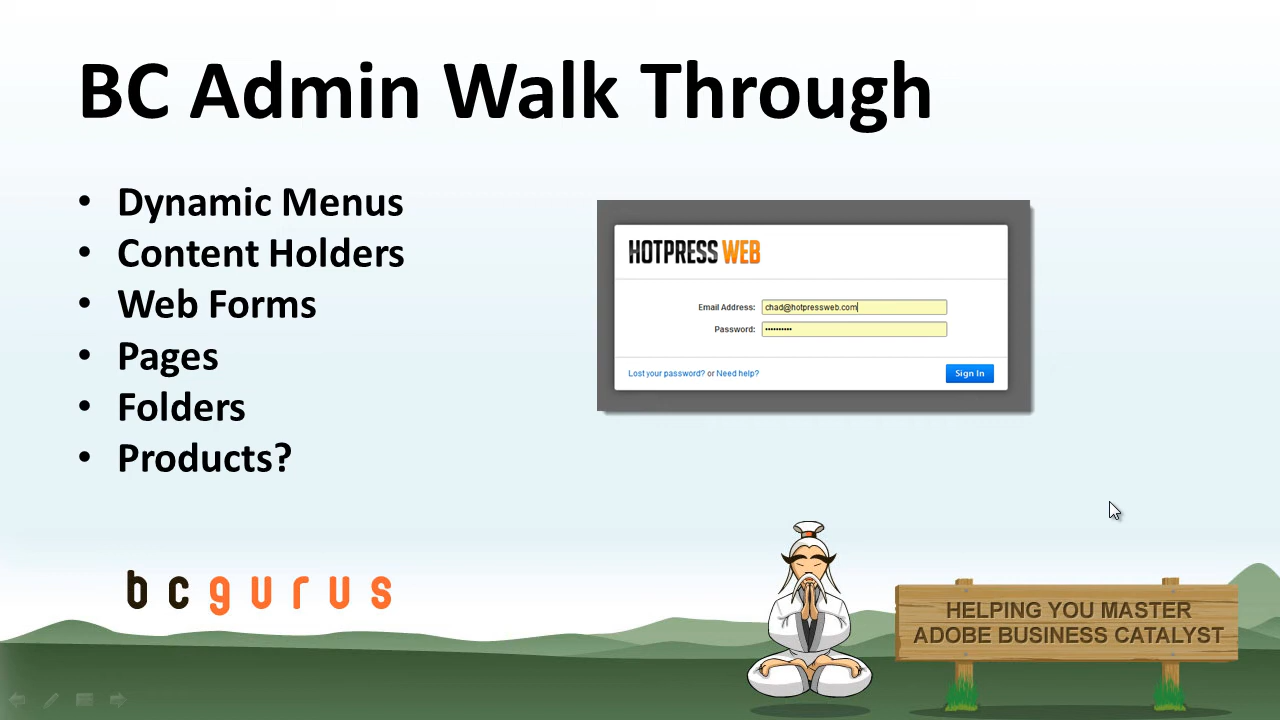 BC Admin Walk Through
• Dynamic Menus
• Content Holders
• Web Forms
• Pages
• Folders
• Products?
HOTPRESS WEB
Email Address: chad@hotpressweb.com
Password: ••••••••••
Lost your password? or Need help? Sign In
bcgurus
HELPING YOU MASTER
ADOBE BUSINESS CATALYST